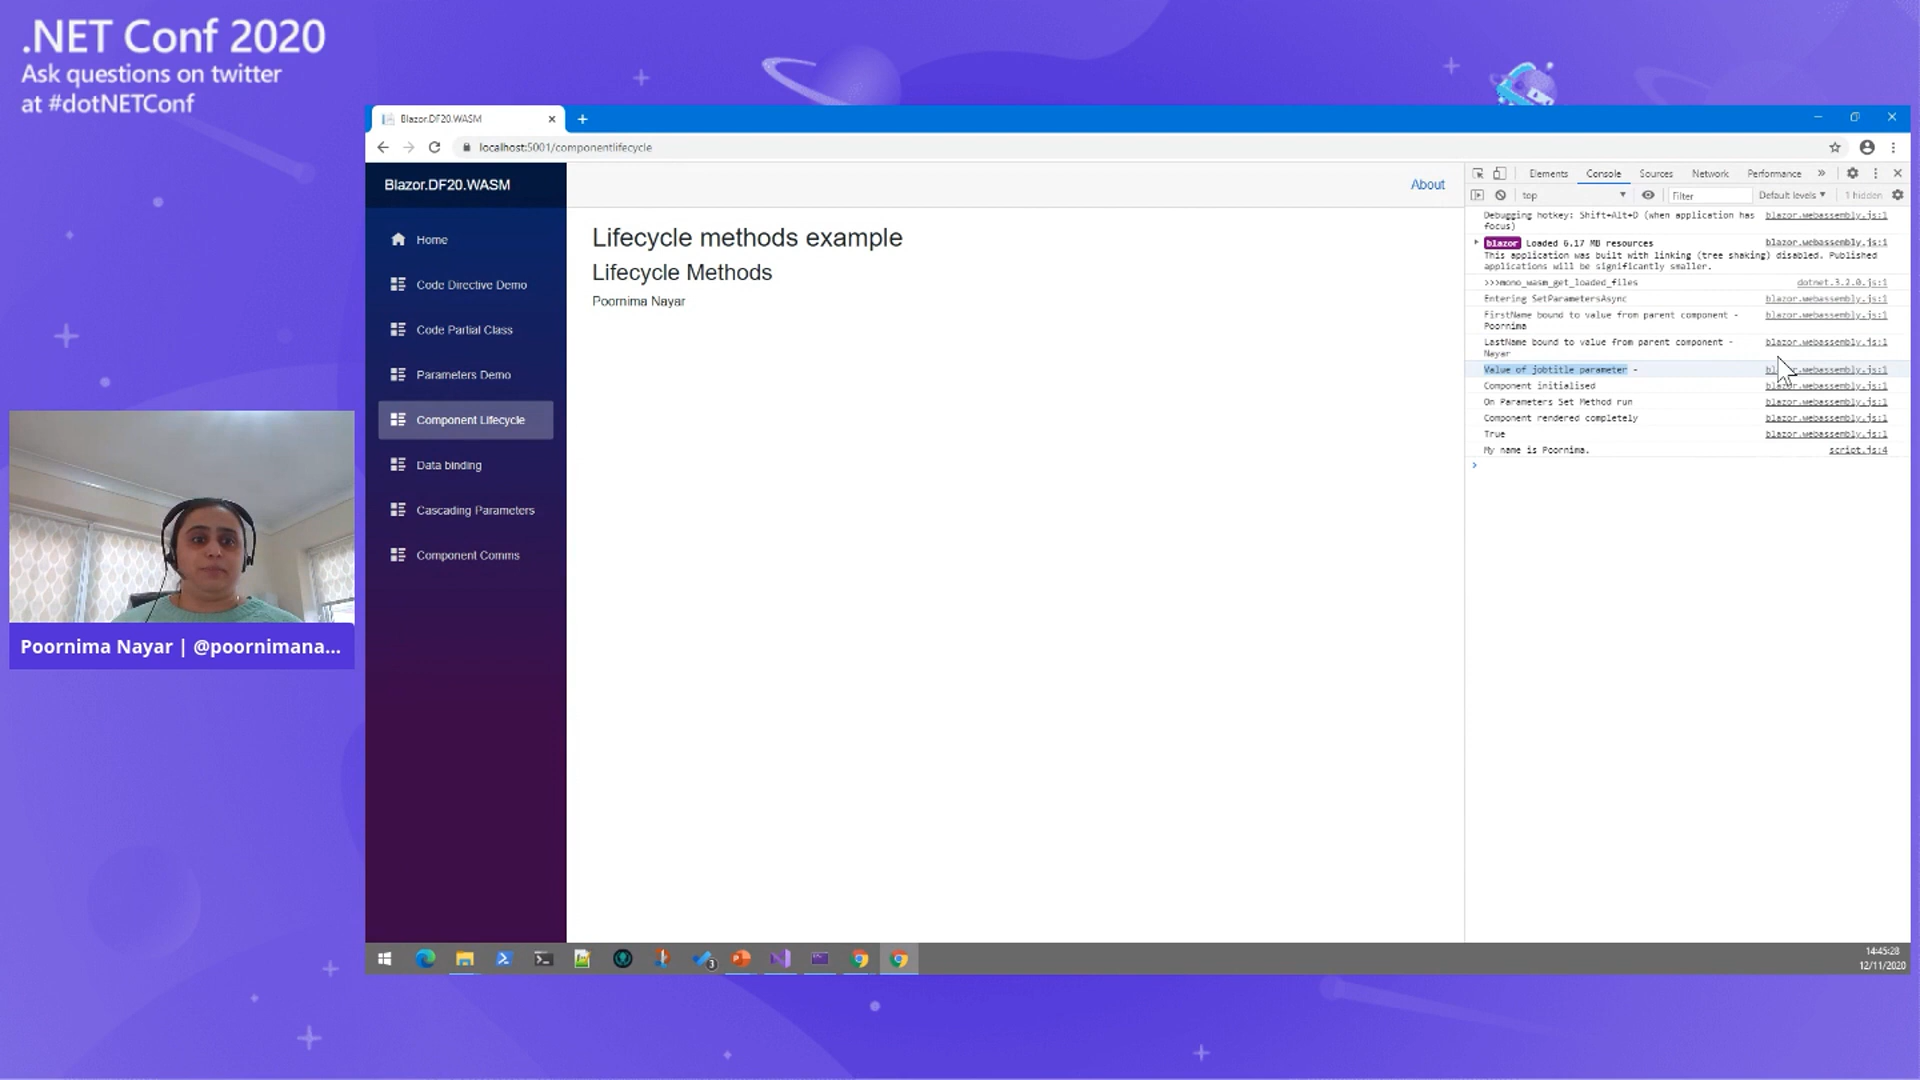 .NET Conf 2020
Ask questions on twitter
at #dotNETConf
Poornima Nayar | @poornimana...
Blazor.DF20.WASM
localhost:5001/componentlifecycle
Blazor.DF20.WASM
Home
Code Directive Demo
Code Partial Class
Parameters Demo
Component Lifecycle
Data binding
Cascading Parameters
Component Comms
About
Lifecycle methods example
Lifecycle Methods
Poornima Nayar
Elements Console Sources Network Performance »
top Filter Default levels 1 hidden
Debugging hotkey: Shift+Alt+D (when application has blazor.webassembly.js:1
focus)
blazor Loaded 6.17 MB resources blazor.webassembly.js:1
This application was built with linking (tree shaking) disabled. Published
applications will be significantly smaller.
>>>mono_wasm_get_loaded_files dotnet.3.2.0.js:1
Entering SetParametersAsync blazor.webassembly.js:1
FirstName bound to value from parent component - blazor.webassembly.js:1
Poornima
LastName bound to value from parent component - blazor.webassembly.js:1
Nayar
Value of jobtitle parameter - blazor.webassembly.js:1
Component initialised blazor.webassembly.js:1
On Parameters Set Method run blazor.webassembly.js:1
Component rendered completely blazor.webassembly.js:1
True blazor.webassembly.js:1
My name is Poornima. script.js:4
3
14:45:28
12/11/2020